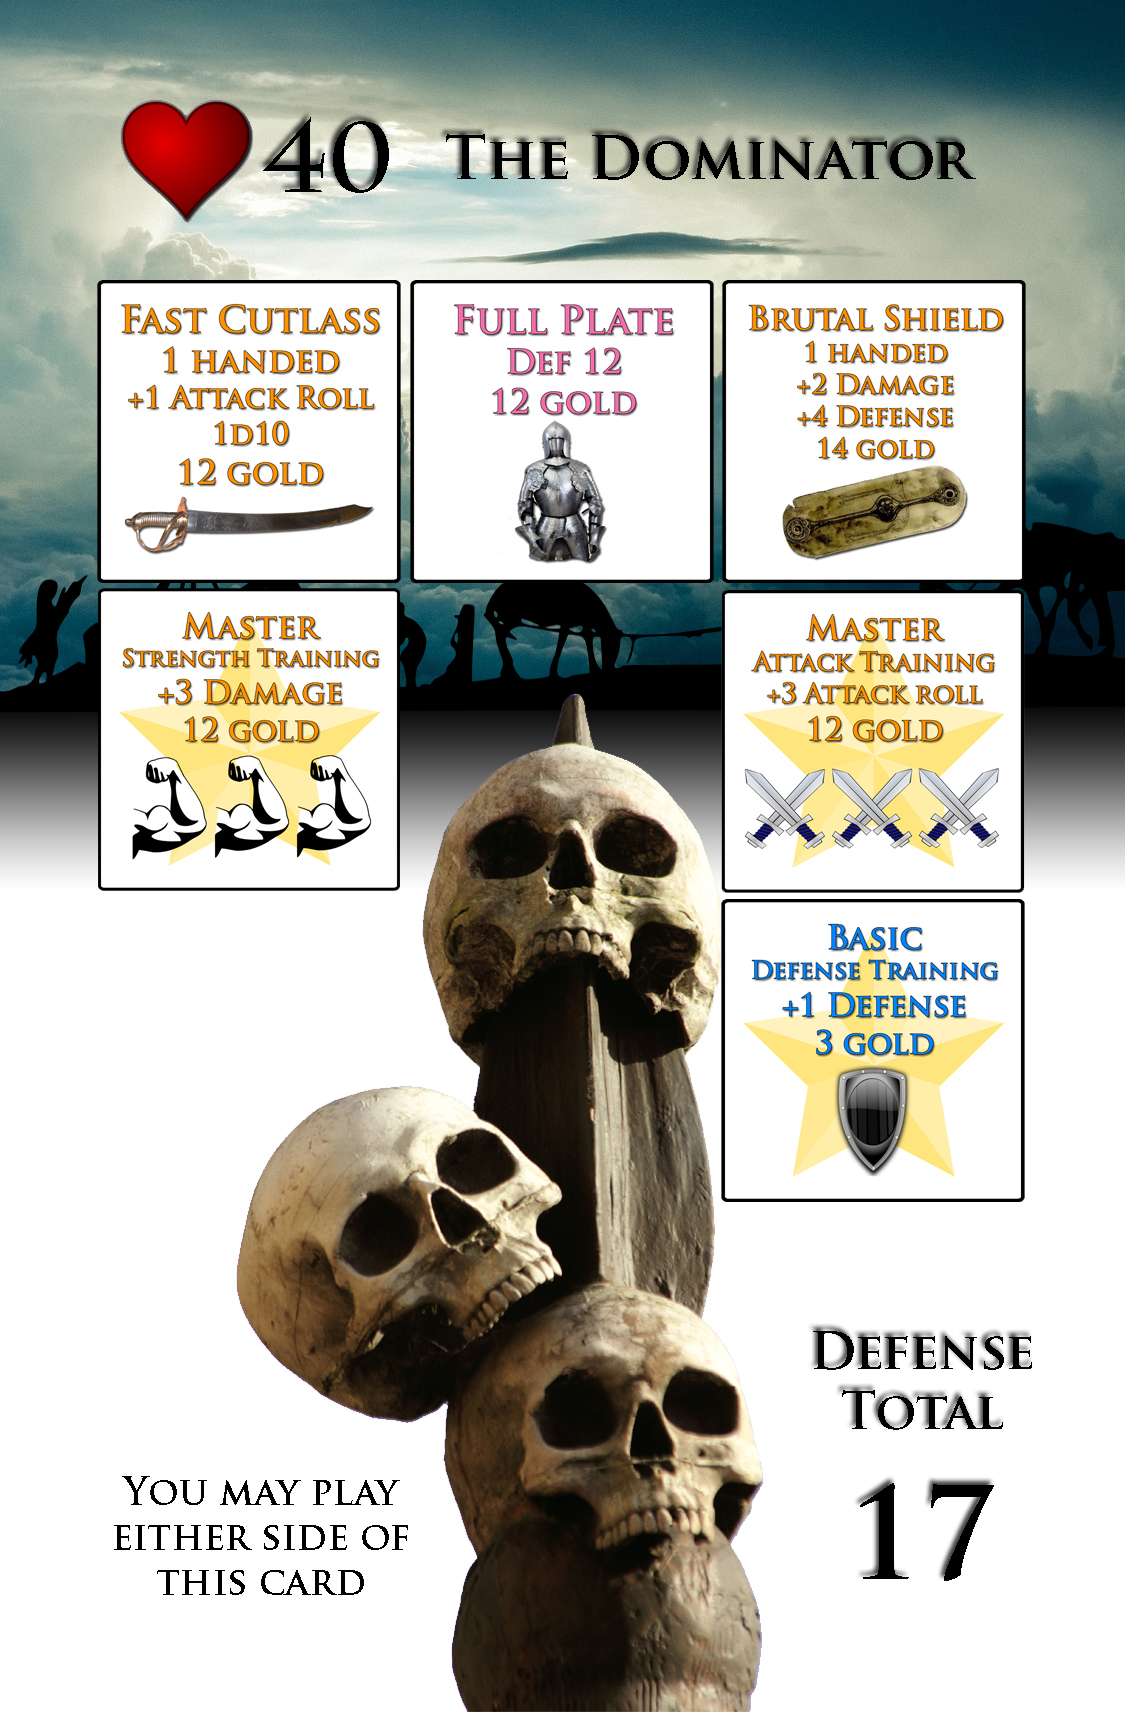 40 The Dominator
Fast Cutlass
1 handed
+1 Attack Roll
1d10
12 gold
Full Plate
Def 12
12 gold
Brutal Shield
1 handed
+2 Damage
+4 Defense
14 gold
Master
Strength Training
+3 Damage
12 gold
Master
Attack Training
+3 Attack roll
12 gold
Basic
Defense Training
+1 Defense
3 gold
Defense
Total
17
You may play
either side of
this card